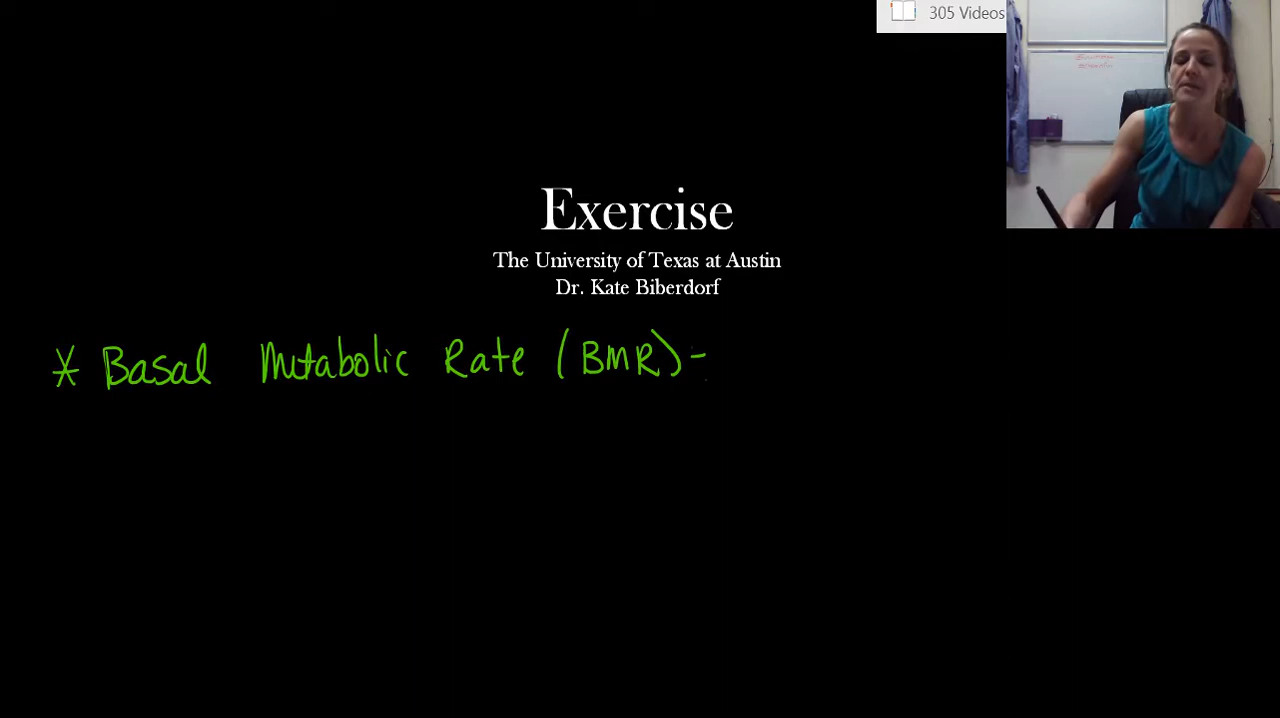 305 Videos
Exercise
The University of Texas at Austin
Dr. Kate Biberdorf
* Basal Metabolic Rate (BMR) -